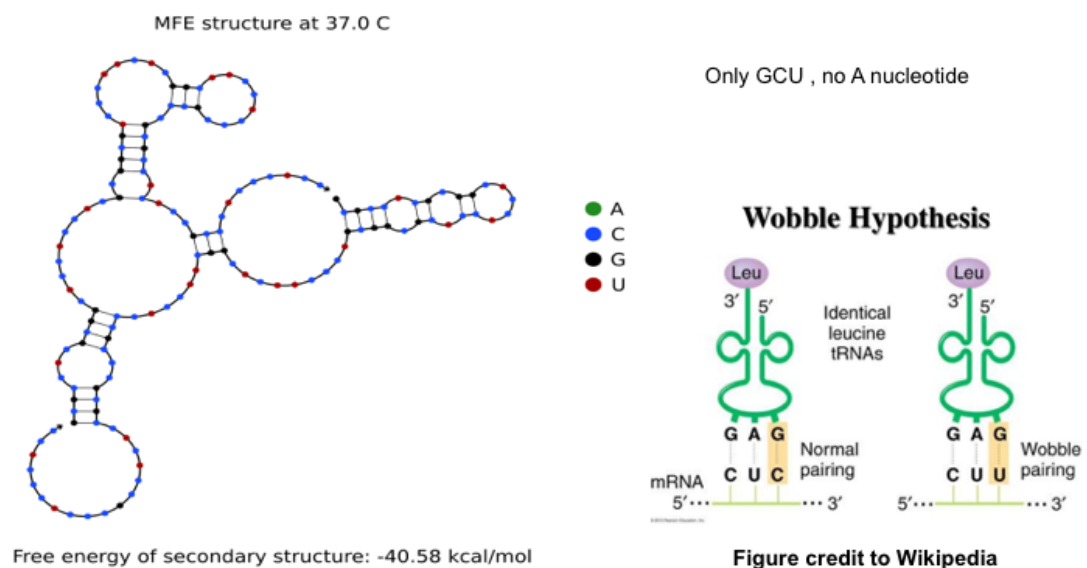 MFE structure at 37.0 C
Only GCU , no A nucleotide
A
C
G
U
Free energy of secondary structure: -40.58 kcal/mol
Wobble Hypothesis
Leu
3′ 5′
Identical
leucine
tRNAs
Leu
3′ 5′
G A G
Normal
pairing
C U C
mRNA
5′ 3′
G A G
Wobble
pairing
C U U
5′ 3′
Figure credit to Wikipedia